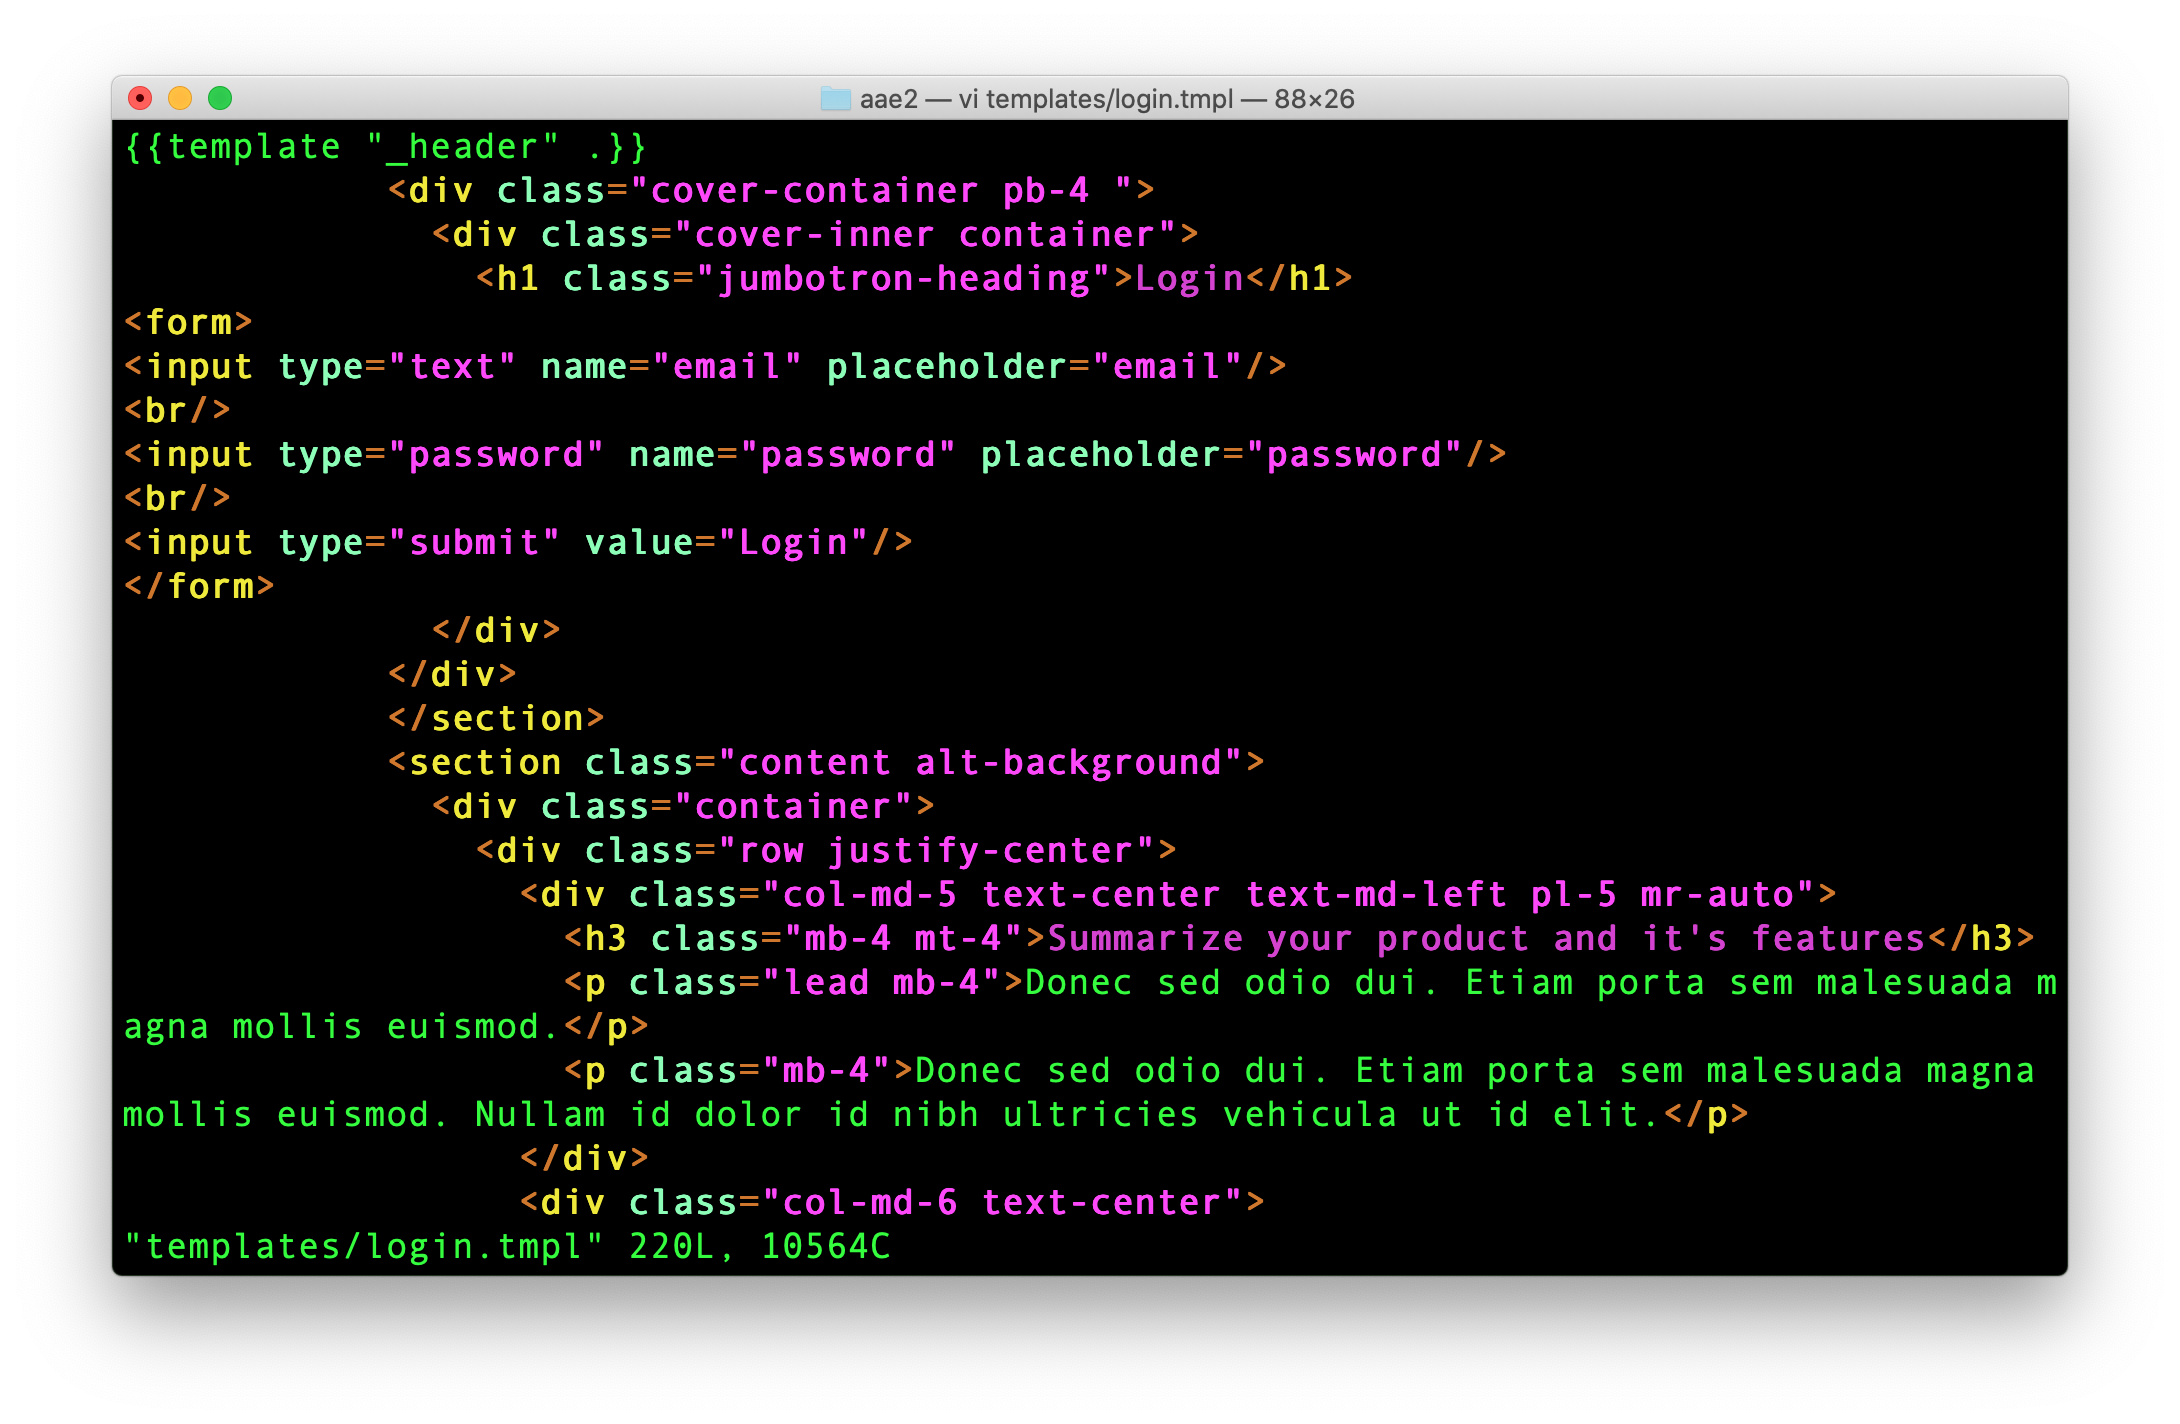 aae2 — vi templates/login.tmpl — 88×26
{{template "_header" .}}
            <div class="cover-container pb-4 ">
              <div class="cover-inner container">
                <h1 class="jumbotron-heading">Login</h1>
<form>
<input type="text" name="email" placeholder="email"/>
<br/>
<input type="password" name="password" placeholder="password"/>
<br/>
<input type="submit" value="Login"/>
</form>
              </div>
            </div>
            </section>
            <section class="content alt-background">
              <div class="container">
                <div class="row justify-center">
                  <div class="col-md-5 text-center text-md-left pl-5 mr-auto">
                    <h3 class="mb-4 mt-4">Summarize your product and it's features</h3>
                    <p class="lead mb-4">Donec sed odio dui. Etiam porta sem malesuada m
agna mollis euismod.</p>
                    <p class="mb-4">Donec sed odio dui. Etiam porta sem malesuada magna
mollis euismod. Nullam id dolor id nibh ultricies vehicula ut id elit.</p>
                  </div>
                  <div class="col-md-6 text-center">
"templates/login.tmpl" 220L, 10564C